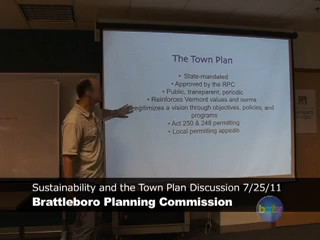 The Town Plan
• State-mandated
• Approved by the RPC
• Public, transparent, periodic
• Reinforces Vermont values and norms
legitimizes a vision through objectives, policies, and
programs
• Act 250 & 248 permitting
• Local permitting appeals
Sustainability and the Town Plan Discussion 7/25/11
Brattleboro Planning Commission